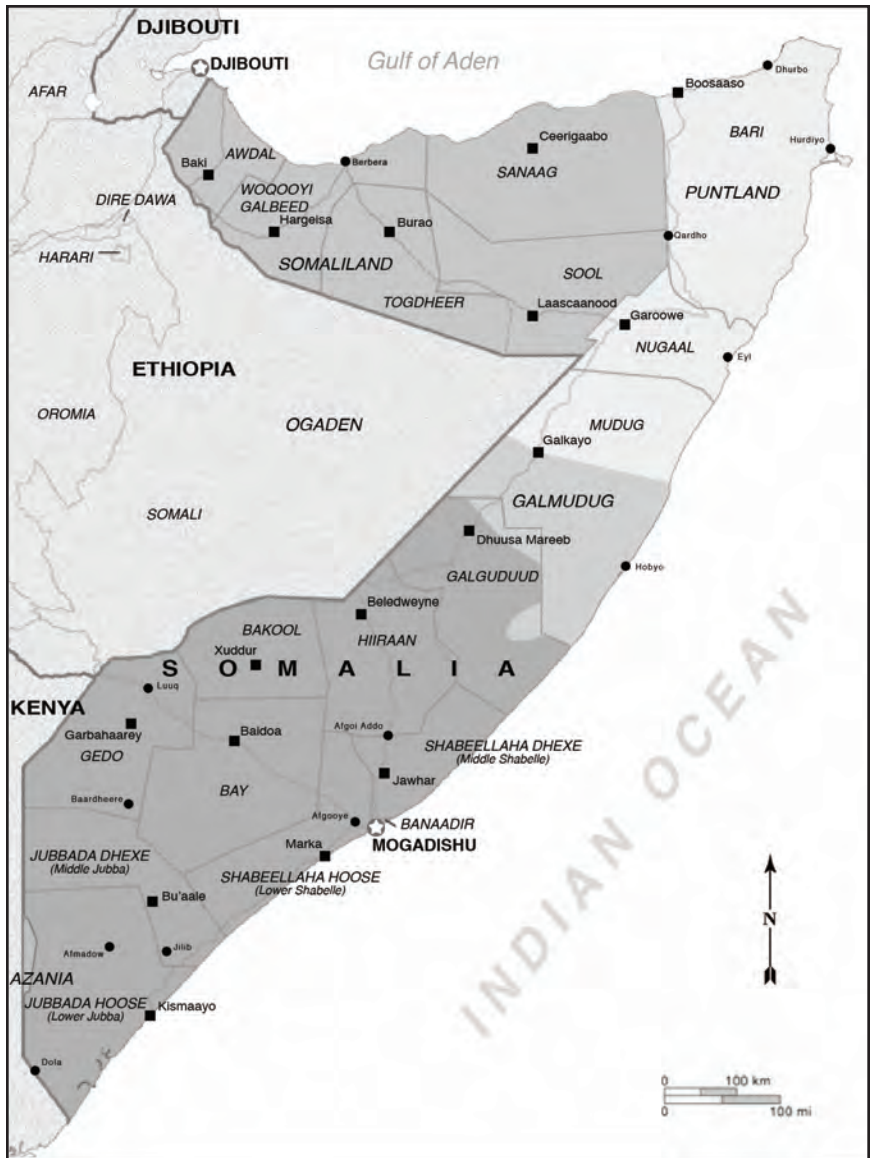 DJIBOUTI
DJIBOUTI
Gulf of Aden
AFAR
Dhurbo
Boosaaso
BARI
Hurdiyo
Ceerigaabo
AWDAL
Berbera
SANAAG
Baki
PUNTLAND
WOQOOYI
GALBEED
DIRE DAWA
Hargeisa
Burao
Qardho
HARARI
SOMALILAND
SOOL
TOGDHEER
Laascaanood
Garoowe
NUGAAL
Eyl
ETHIOPIA
OROMIA
OGADEN
MUDUG
Galkayo
SOMALI
GALMUDUG
Dhuusa Mareeb
Hobyo
GALGUDUUD
Beledweyne
BAKOOL
HIIRAAN
Xuddur
SOMALIA
Luuq
KENYA
Garbahaarey
GEDO
Baidoa
Afgoi Addo
SHABEELLAHA DHEXE
(Middle Shabelle)
Jawhar
BAY
Baardheere
Afgooye
BANAADIR
MOGADISHU
Marka
JUBBADA DHEXE
(Middle Jubba)
SHABEELLAHA HOOSE
(Lower Shabelle)
Bu'aale
Afmadow
Jilib
AZANIA
JUBBADA HOOSE
(Lower Jubba)
Kismaayo
Dola
INDIAN OCEAN
N
0 100 km
0 100 mi